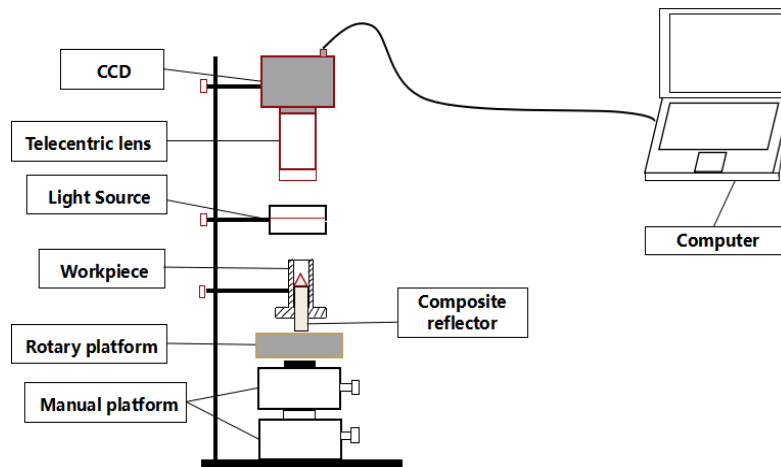 CCD
Telecentric lens
Light Source
Workpiece
Rotary platform
Manual platform
Composite
reflector
Computer